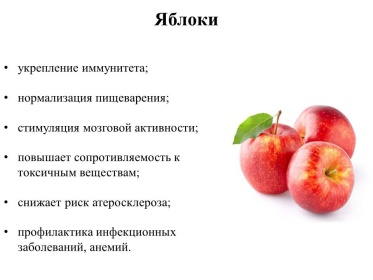 Яблоки
• укрепление иммунитета;
• нормализация пищеварения;
• стимуляция мозговой активности;
• повышает сопротивляемость к
токсичным веществам;
• снижает риск атеросклероза;
• профилактика инфекционных
заболеваний, анемий.